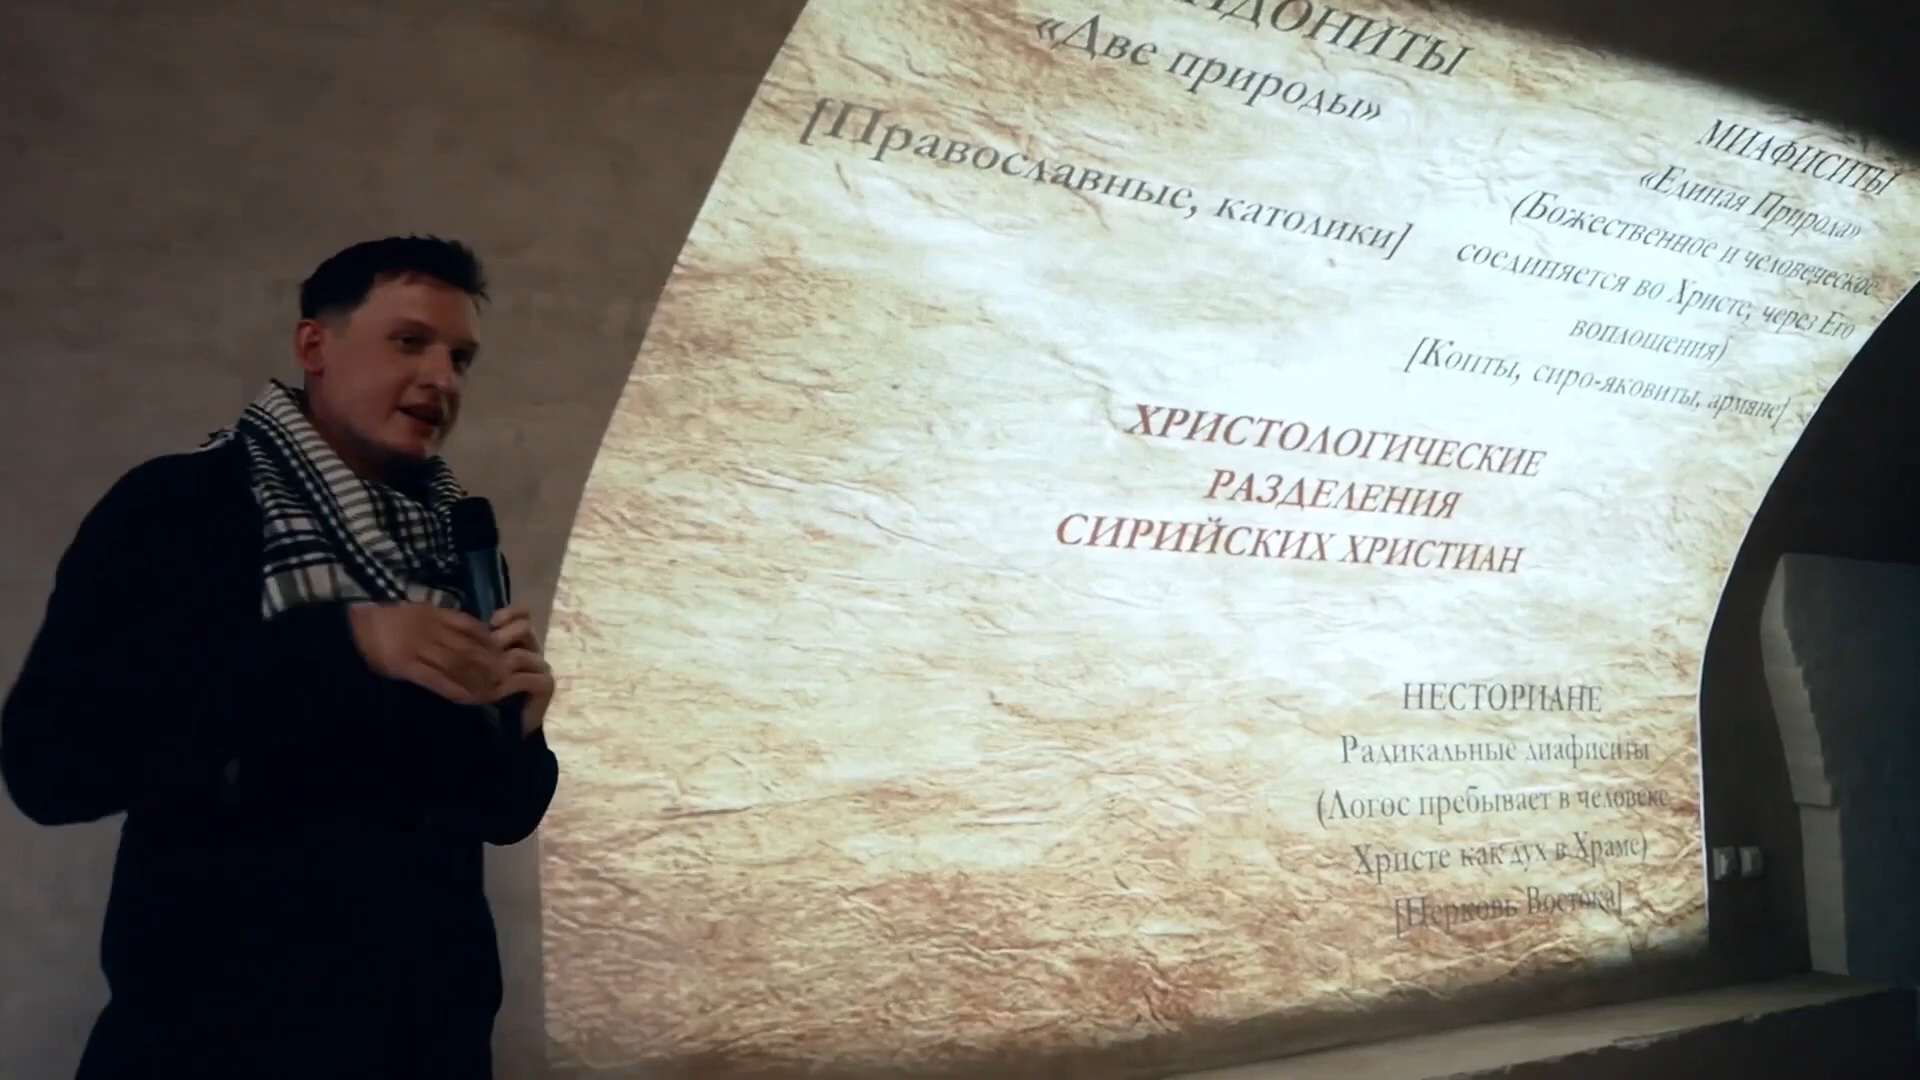 ДОНИТЫ
«Две природы»
[Православные, католики]
МИАФИСИТЫ
«Единая Природа»
(Божественное и человеческое
соединяется во Христе, через Его
воплощения)
[Копты, сиро-яковиты, армяне]
ХРИСТОЛОГИЧЕСКИЕ
РАЗДЕЛЕНИЯ
СИРИЙСКИХ ХРИСТИАН
НЕСТОРИАНЕ
Радикальные диафиситы
(Логос пребывает в человеке
Христе как дух в Храме)
[Церковь Востока]